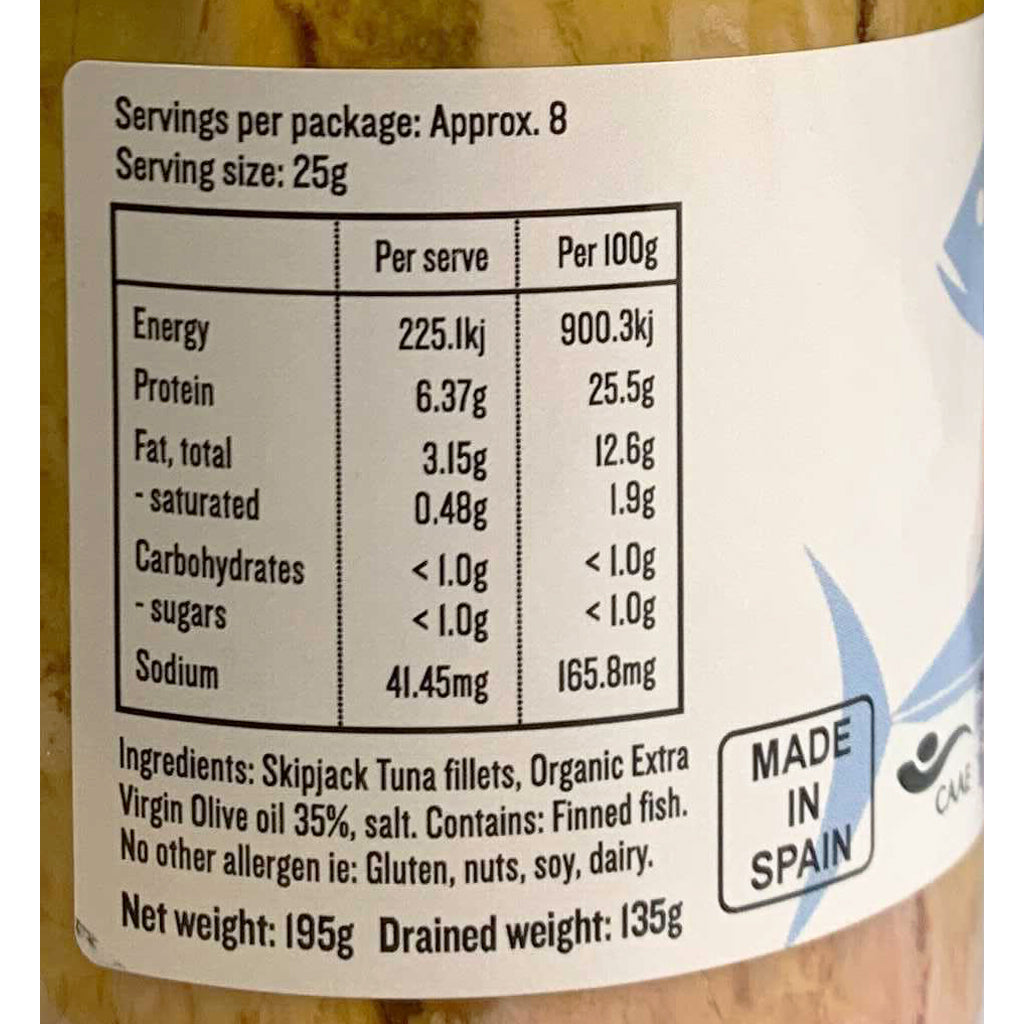 Servings per package: Approx. 8
Serving size: 25g
Per serve Per 100g
Energy 225.1kj 900.3kj
Protein 6.37g 25.5g
Fat, total 3.15g 12.6g
- saturated 0.48g 1.9g
Carbohydrates < 1.0g < 1.0g
- sugars < 1.0g < 1.0g
Sodium 41.45mg 165.8mg
Ingredients: Skipjack Tuna fillets, Organic Extra
Virgin Olive oil 35%, salt. Contains: Finned fish.
No other allergen ie: Gluten, nuts, soy, dairy.
Net weight: 195g Drained weight: 135g
MADE
IN
SPAIN
CAAE